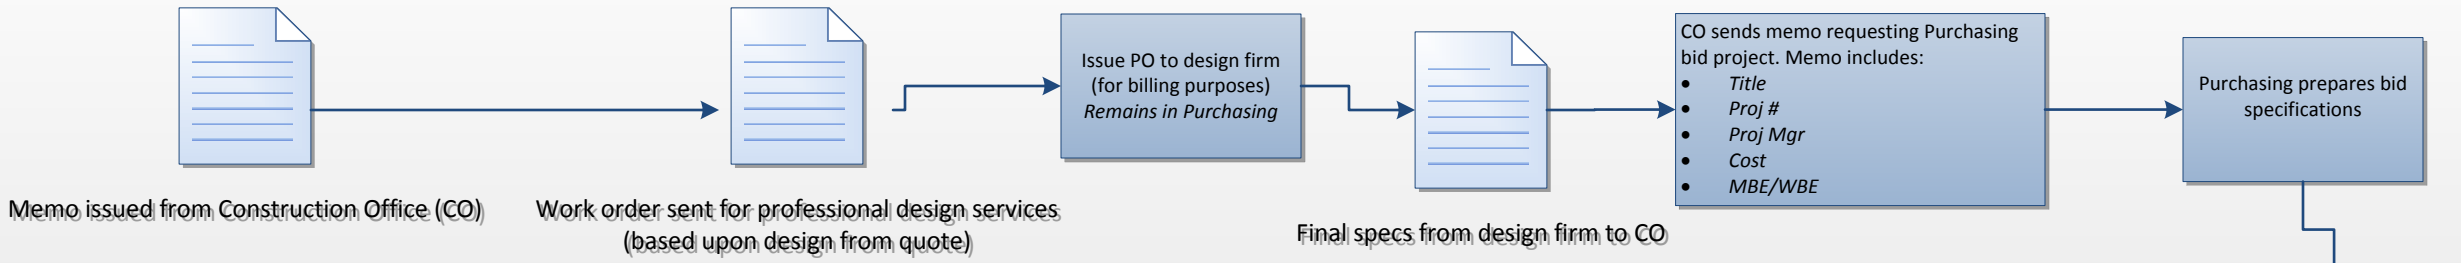 Memo issued from Construction Office (CO)
Work order sent for professional design services
(based upon design from quote)
Issue PO to design firm
(for billing purposes)
Remains in Purchasing
Final specs from design firm to CO
CO sends memo requesting Purchasing
bid project. Memo includes:
• Title
• Proj #
• Proj Mgr
• Cost
• MBE/WBE
Purchasing prepares bid
specifications